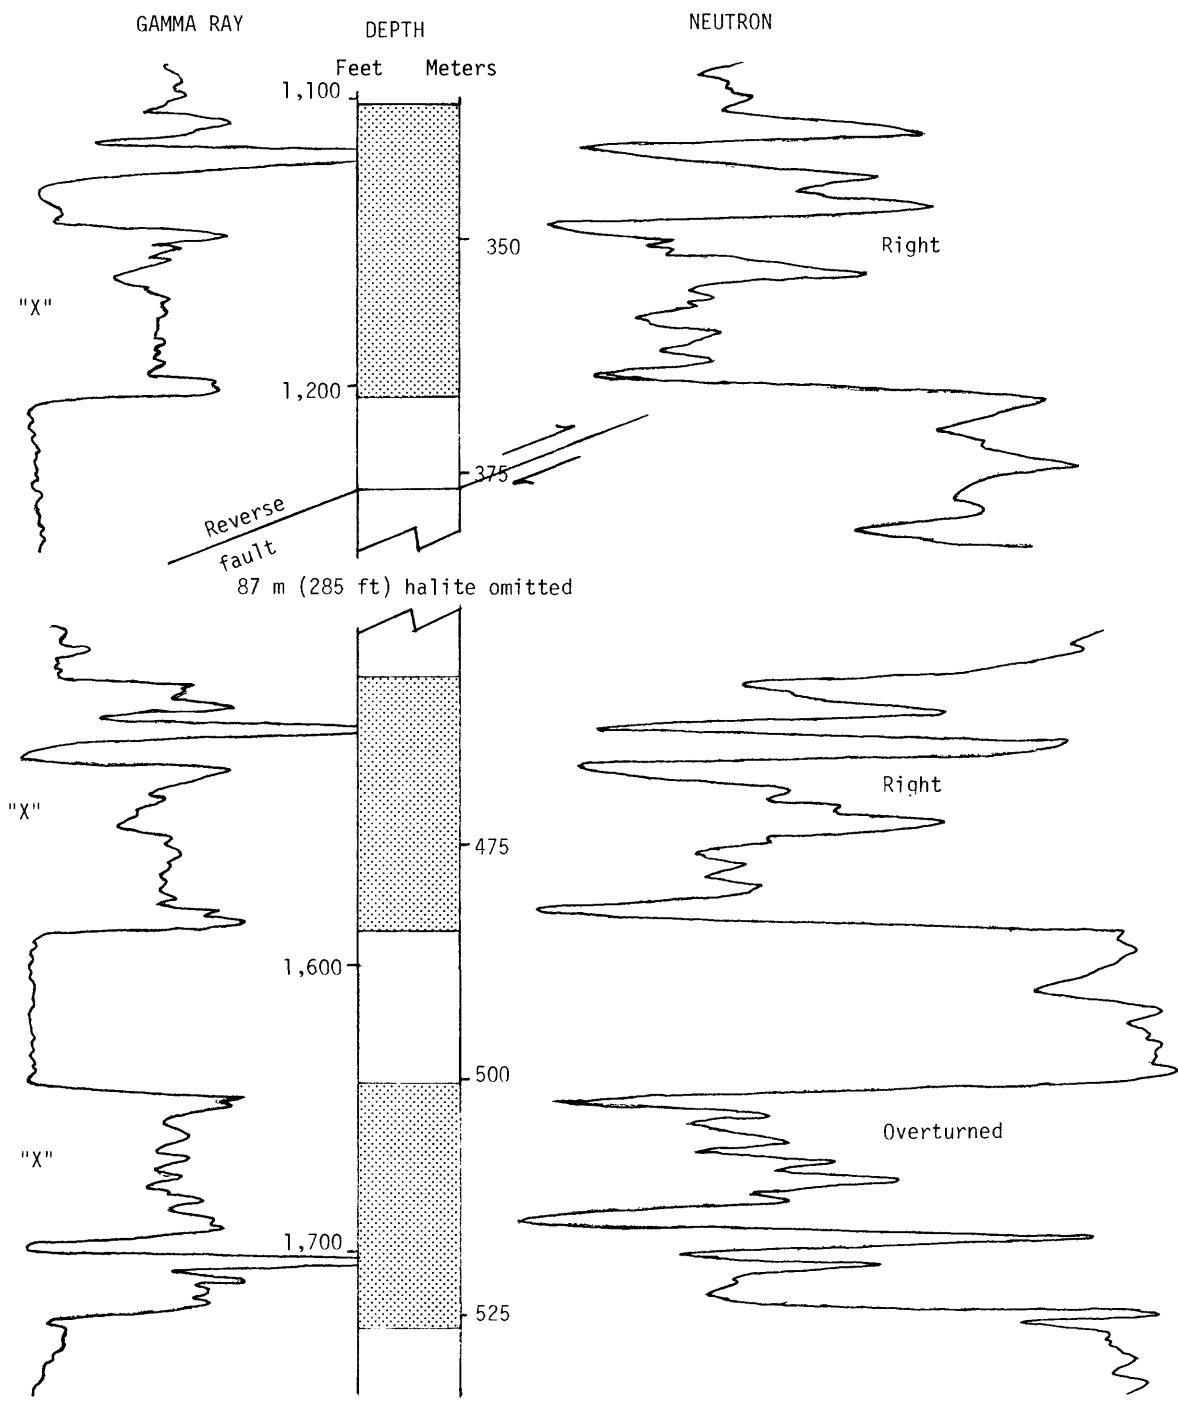 GAMMA RAY
DEPTH
NEUTRON
Feet Meters
1,100
350
Right
"X"
1,200
375
Reverse
fault
87 m (285 ft) halite omitted
Right
"X"
475
1,600
500
Overturned
"X"
1,700
525